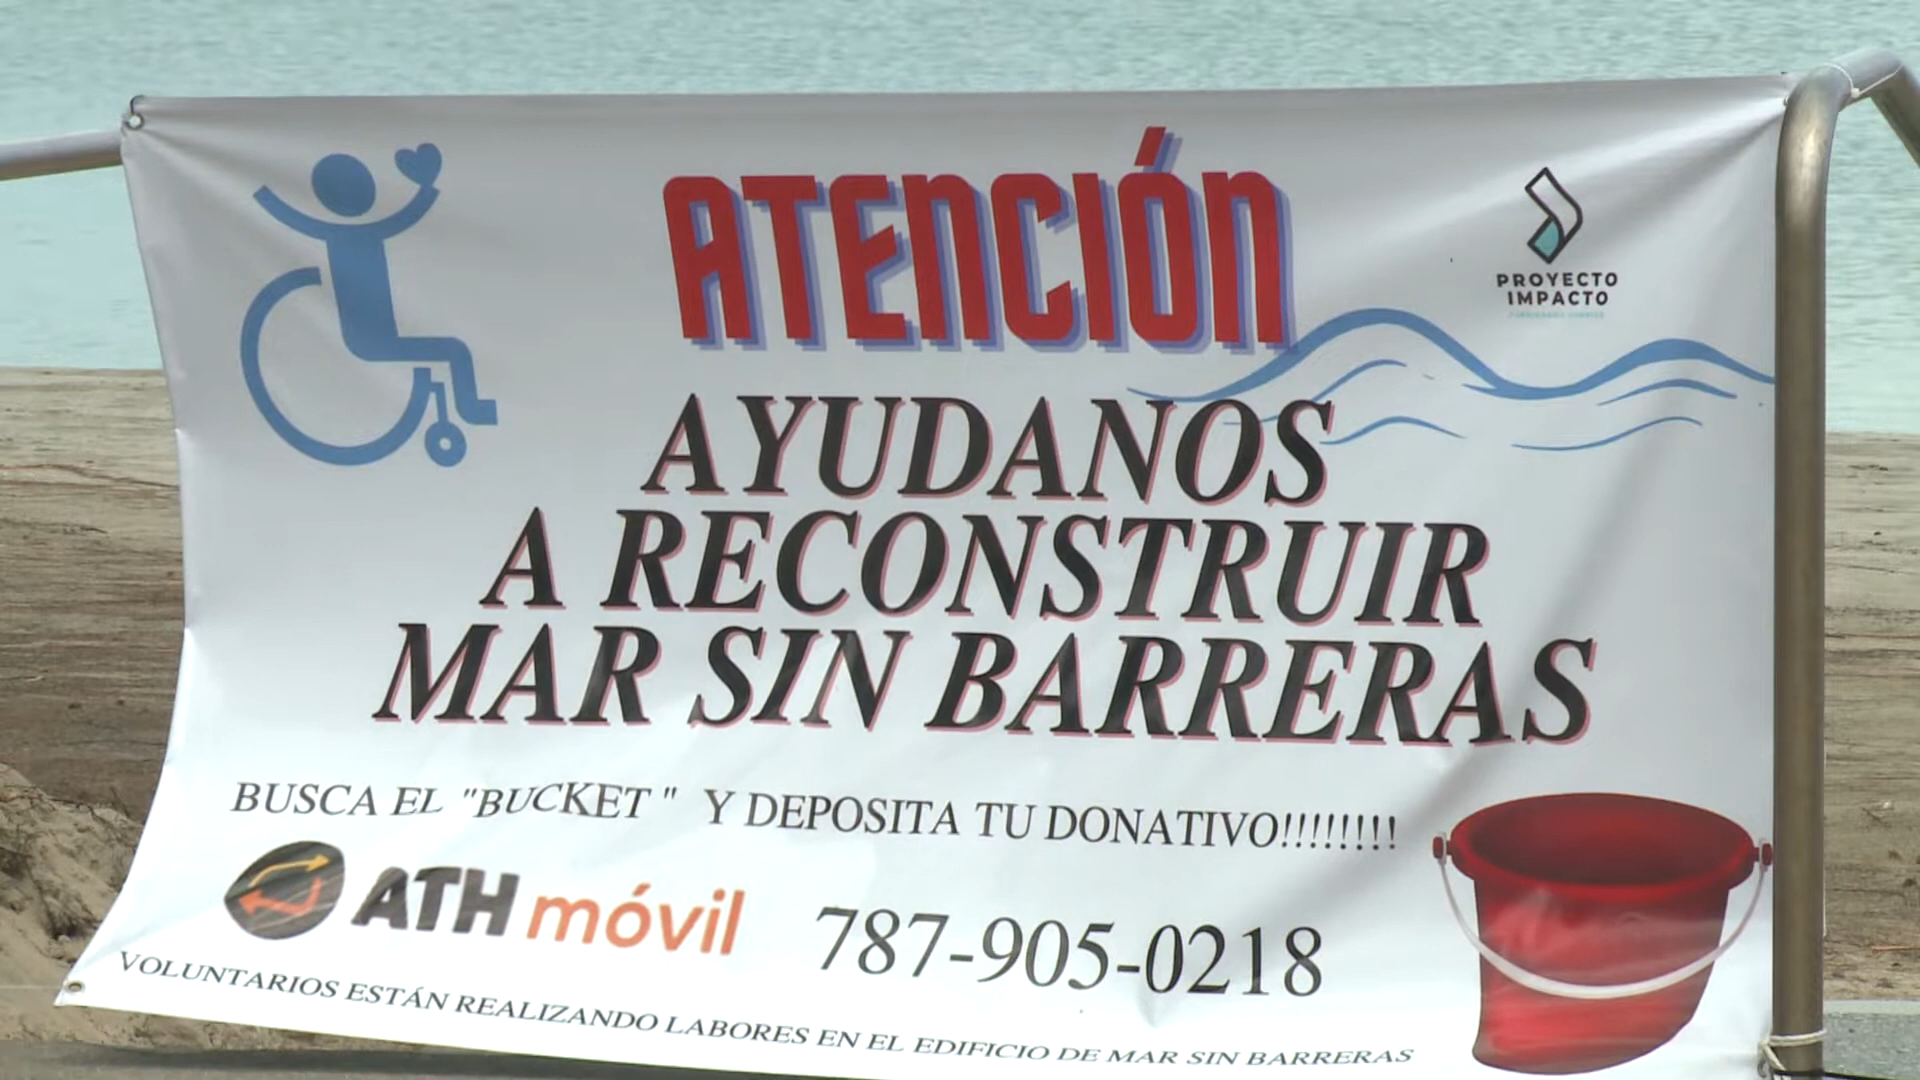 ATENCIÓN
PROYECTO
IMPACTO
AYUDANOS
A RECONSTRUIR
MAR SIN BARRERAS
BUSCA EL "BUCKET " Y DEPOSITA TU DONATIVO!!!!!!!!
ATH móvil 787-905-0218
VOLUNTARIOS ESTÁN REALIZANDO LABORES EN EL EDIFICIO DE MAR SIN BARRERAS